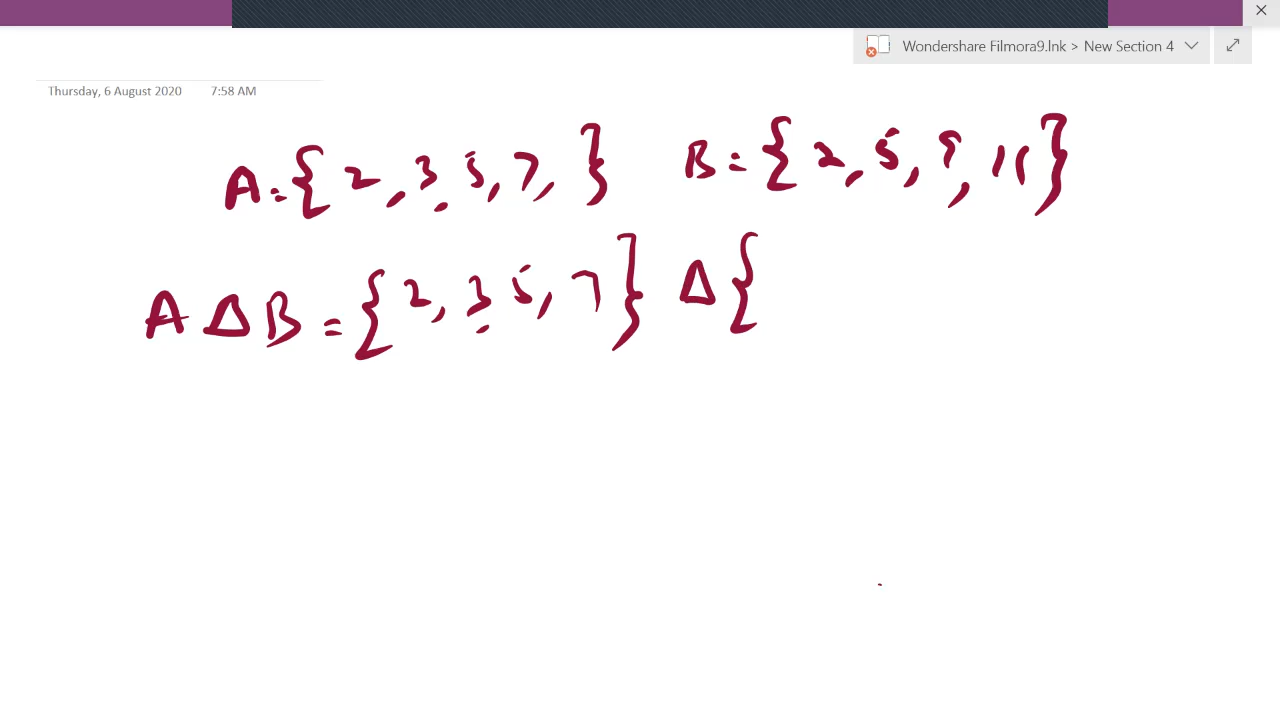 Wondershare Filmora9.lnk > New Section 4
Thursday, 6 August 2020 7:58 AM
A={2,3,5,7,} B={2,5,9,11}
A Δ B={2,3,5,7} Δ{